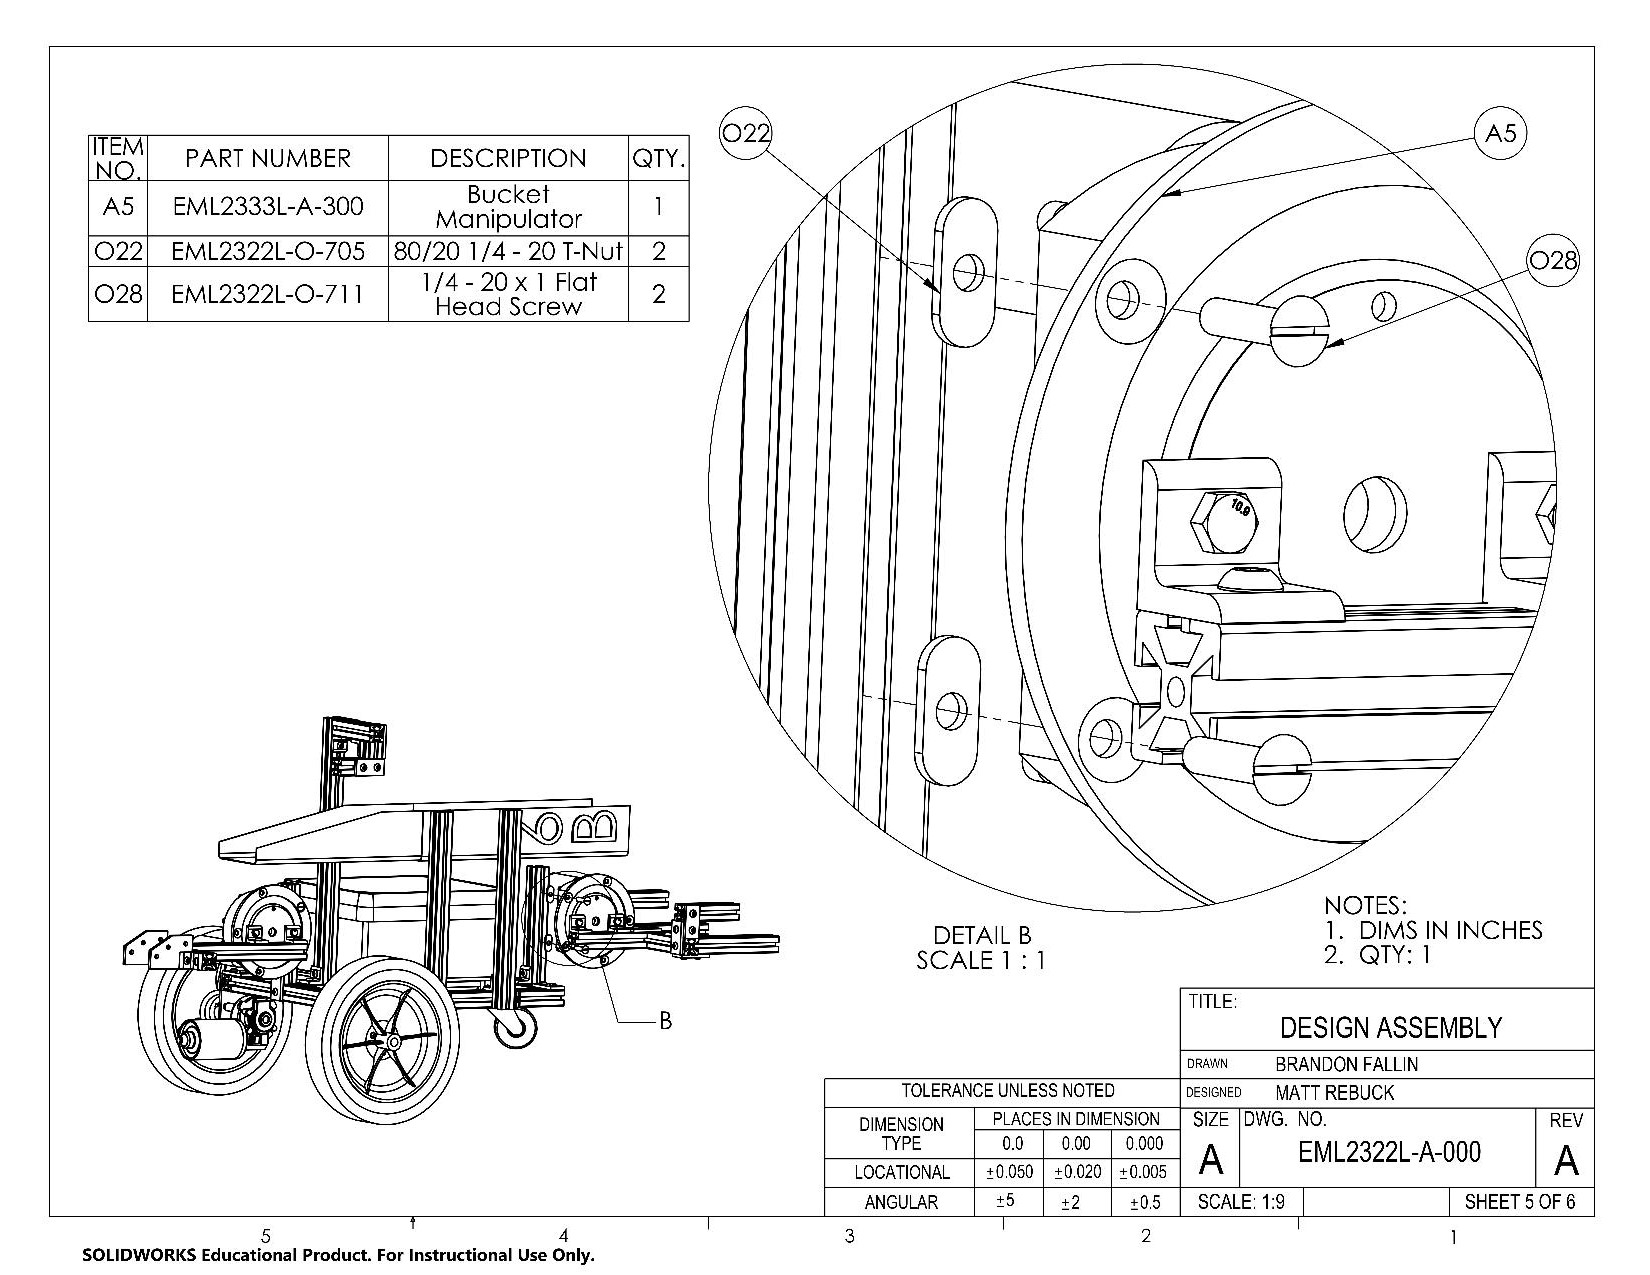 ITEM NO. PART NUMBER DESCRIPTION QTY.
A5 EML2333L-A-300 Bucket Manipulator 1
O22 EML2322L-O-705 80/20 1/4 - 20 T-Nut 2
O28 EML2322L-O-711 1/4 - 20 x 1 Flat Head Screw 2
O22
A5
O28
10.9
B
B
DETAIL B
SCALE 1 : 1
NOTES:
1. DIMS IN INCHES
2. QTY: 1
TITLE:
DESIGN ASSEMBLY
DRAWN BRANDON FALLIN
DESIGNED MATT REBUCK
SIZE A
DWG. NO. EML2322L-A-000
REV A
SCALE: 1:9
SHEET 5 OF 6
TOLERANCE UNLESS NOTED
DIMENSION TYPE PLACES IN DIMENSION
0.0 0.00 0.000
LOCATIONAL ±0.050 ±0.020 ±0.005
ANGULAR ±5 ±2 ±0.5
5 4 3 2 1
SOLIDWORKS Educational Product. For Instructional Use Only.